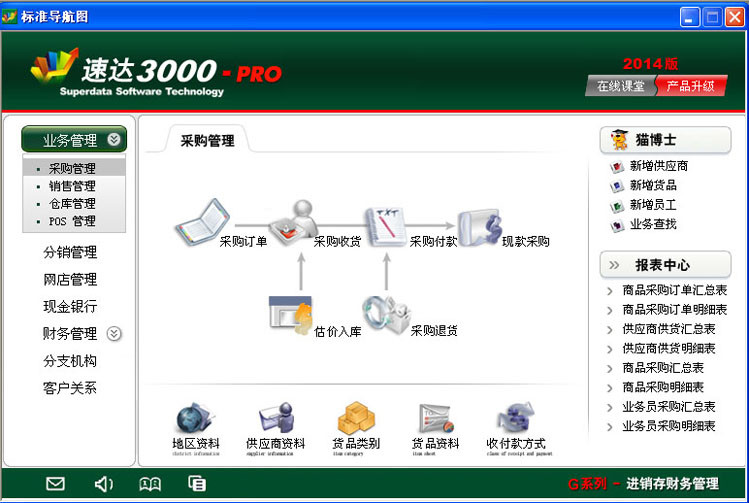 标准导航图
速达3000 - PRO
Superdata Software Technology
2014版
在线课堂 产品升级
业务管理
采购管理
销售管理
仓库管理
POS 管理
分销管理
网店管理
现金银行
财务管理
分支机构
客户关系
采购管理
采购订单 采购收货 TXT 采购付款 现款采购
估价入库 采购退货
地区资料 供应商资料 货品类别 货品资料 收付款方式
district information supplier information item category item sheet class of receipt and payment
猫博士
新增供应商
新增货品
新增员工
业务查找
报表中心
商品采购订单汇总表
商品采购订单明细表
供应商供货汇总表
供应商供货明细表
商品采购汇总表
商品采购明细表
业务员采购汇总表
业务员采购明细表
G系列 - 进销存财务管理